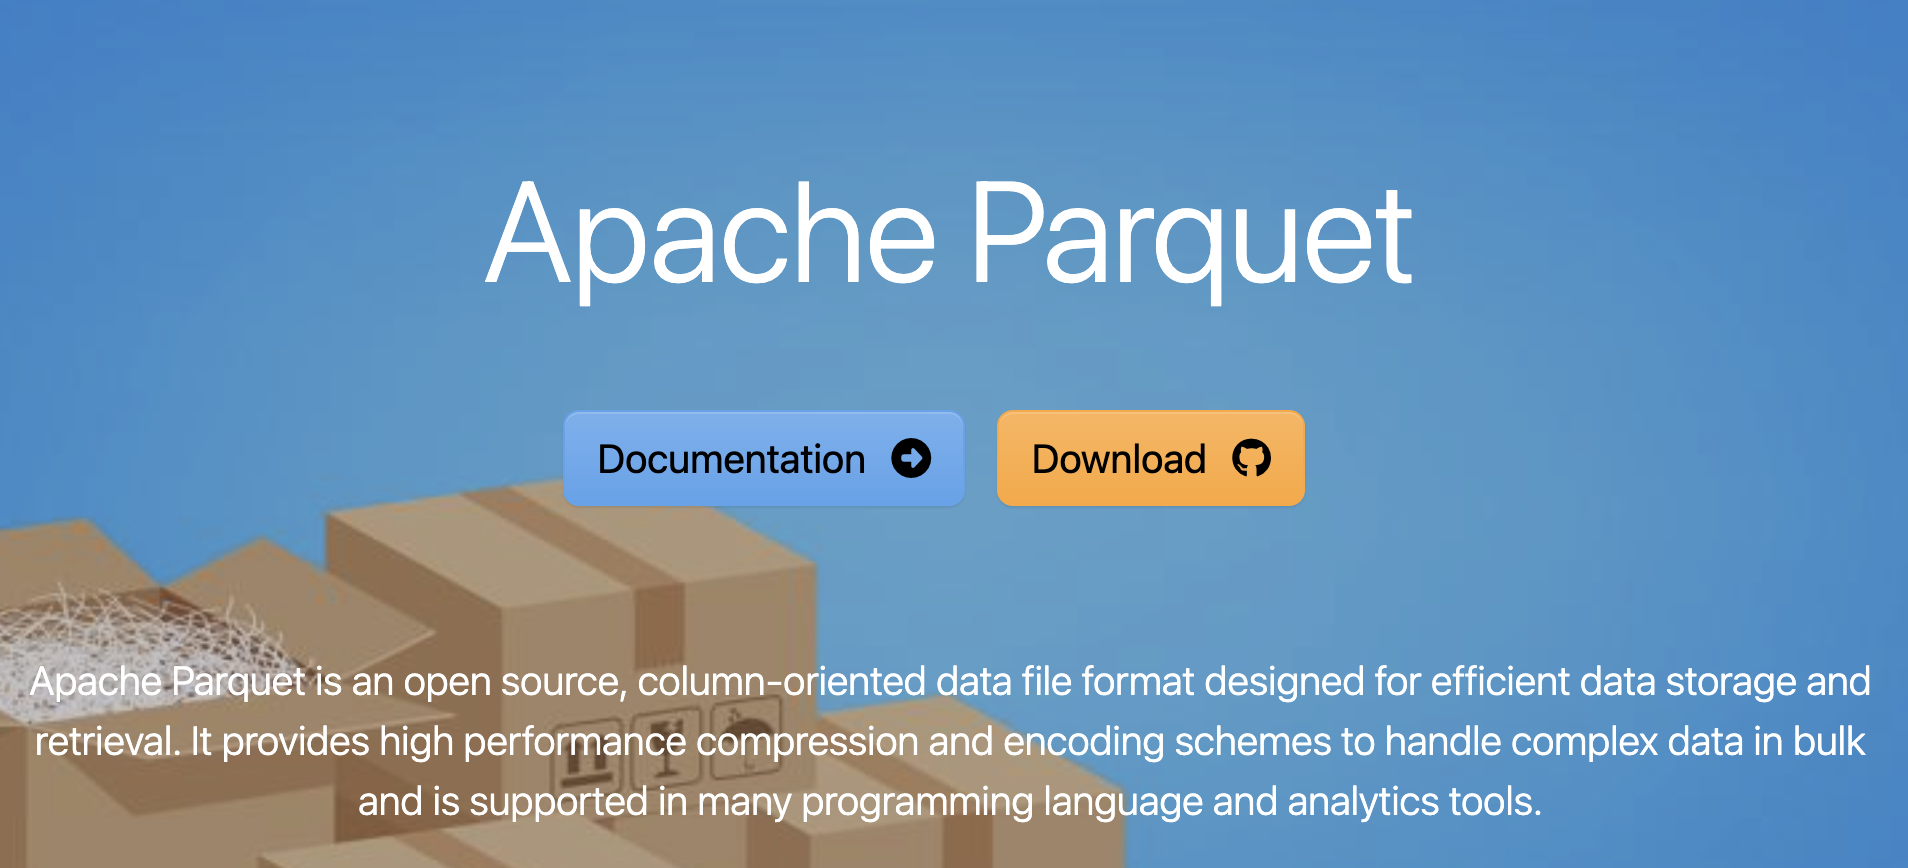 Apache Parquet
Documentation
Download
Apache Parquet is an open source, column-oriented data file format designed for efficient data storage and
retrieval. It provides high performance compression and encoding schemes to handle complex data in bulk
and is supported in many programming language and analytics tools.